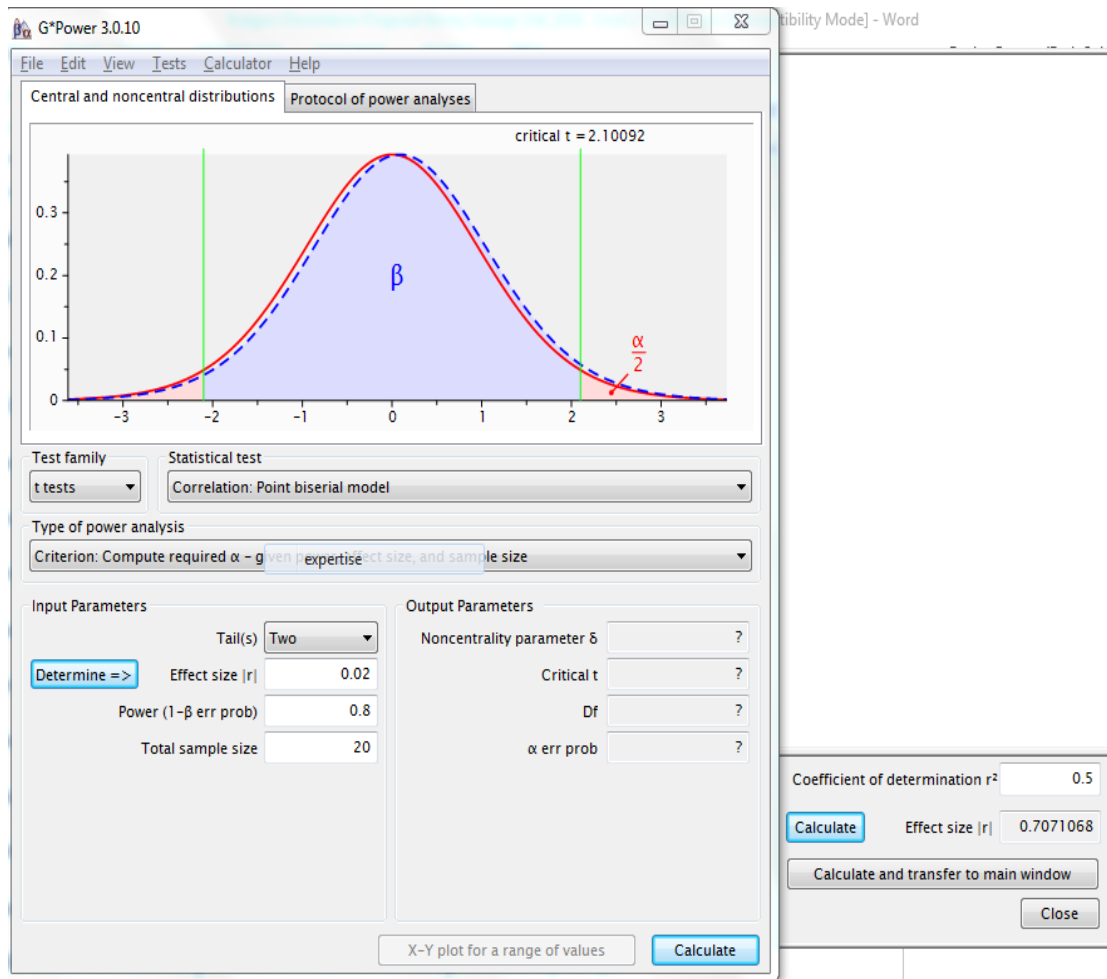 G*Power 3.0.10
tibility Mode] - Word
File Edit View Tests Calculator Help
Central and noncentral distributions Protocol of power analyses
critical t = 2.10092
0.3
0.2
0.1
0
β
α
2
-3 -2 -1 0 1 2 3
Test family Statistical test
t tests Correlation: Point biserial model
Type of power analysis
Criterion: Compute required α - given power, effect size, and sample size
expertise
Input Parameters Output Parameters
Tail(s) Two Noncentrality parameter δ ?
Determine => Effect size |r| 0.02 Critical t ?
Power (1-β err prob) 0.8 Df ?
Total sample size 20 α err prob ?
Coefficient of determination r² 0.5
Calculate Effect size |r| 0.7071068
Calculate and transfer to main window
Close
X-Y plot for a range of values Calculate